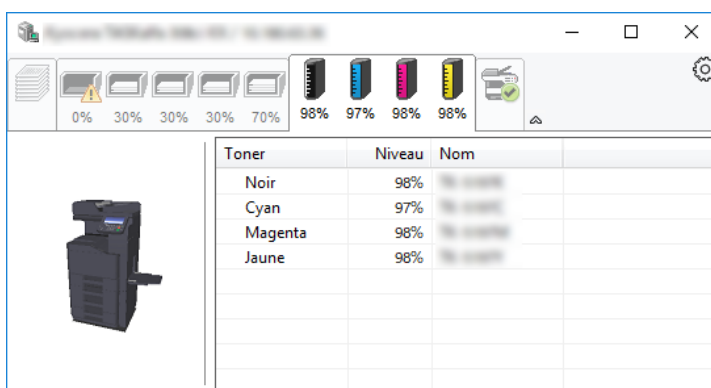 0% 30% 30% 30% 70% 98% 97% 98% 98%
Toner Niveau Nom
Noir 98%
Cyan 97%
Magenta 98%
Jaune 98%